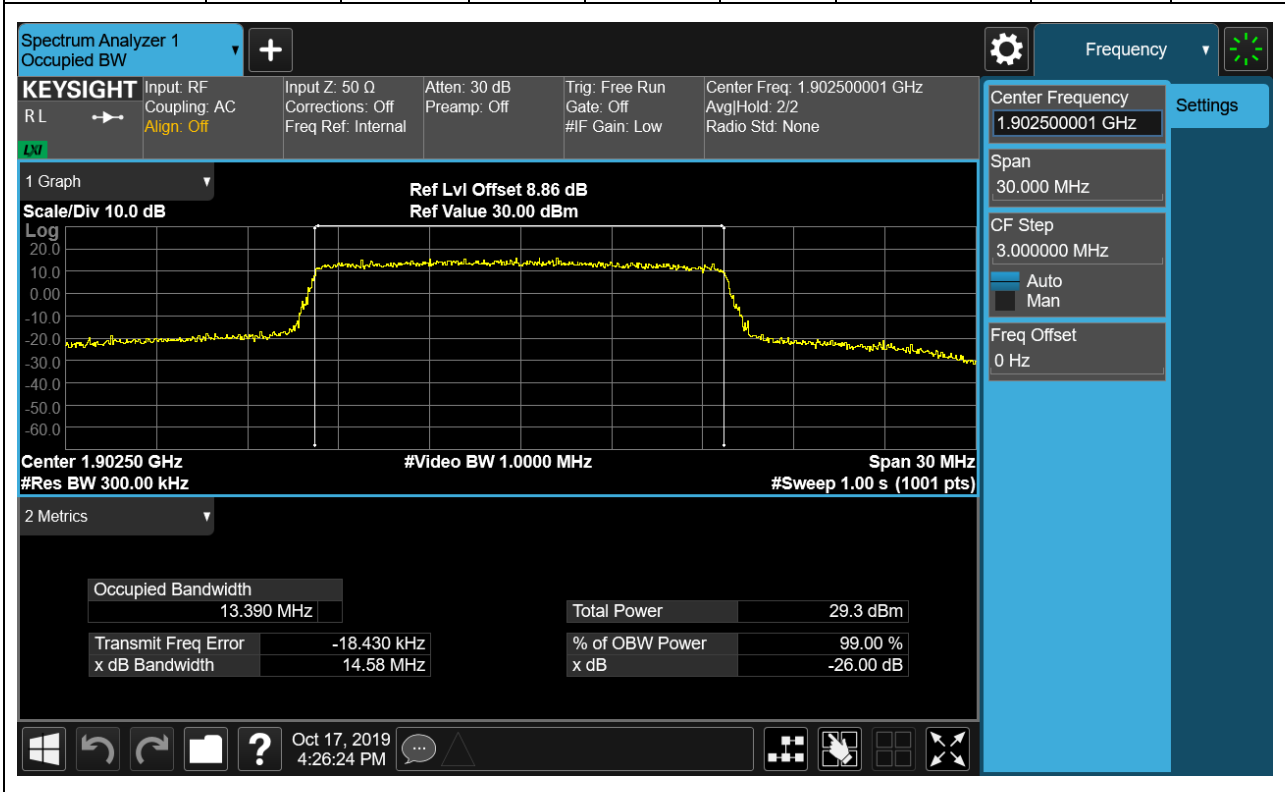 Spectrum Analyzer 1
Occupied BW
Frequency
KEYSIGHT
R L
LXI
Input: RF
Coupling: AC
Align: Off
Input Z: 50 Ω
Corrections: Off
Freq Ref: Internal
Atten: 30 dB
Preamp: Off
Trig: Free Run
Gate: Off
#IF Gain: Low
Center Freq: 1.902500001 GHz
Avg|Hold: 2/2
Radio Std: None
Center Frequency
1.902500001 GHz
Settings
Span
30.000 MHz
CF Step
3.000000 MHz
Auto
Man
Freq Offset
0 Hz
1 Graph
Scale/Div 10.0 dB
Ref Lvl Offset 8.86 dB
Ref Value 30.00 dBm
Log
20.0
10.0
0.00
-10.0
-20.0
-30.0
-40.0
-50.0
-60.0
Center 1.90250 GHz
#Video BW 1.0000 MHz
Span 30 MHz
#Res BW 300.00 kHz
#Sweep 1.00 s (1001 pts)
2 Metrics
Occupied Bandwidth
13.390 MHz
Total Power 29.3 dBm
Transmit Freq Error -18.430 kHz
% of OBW Power 99.00 %
x dB Bandwidth 14.58 MHz
x dB -26.00 dB
?
Oct 17, 2019
4:26:24 PM